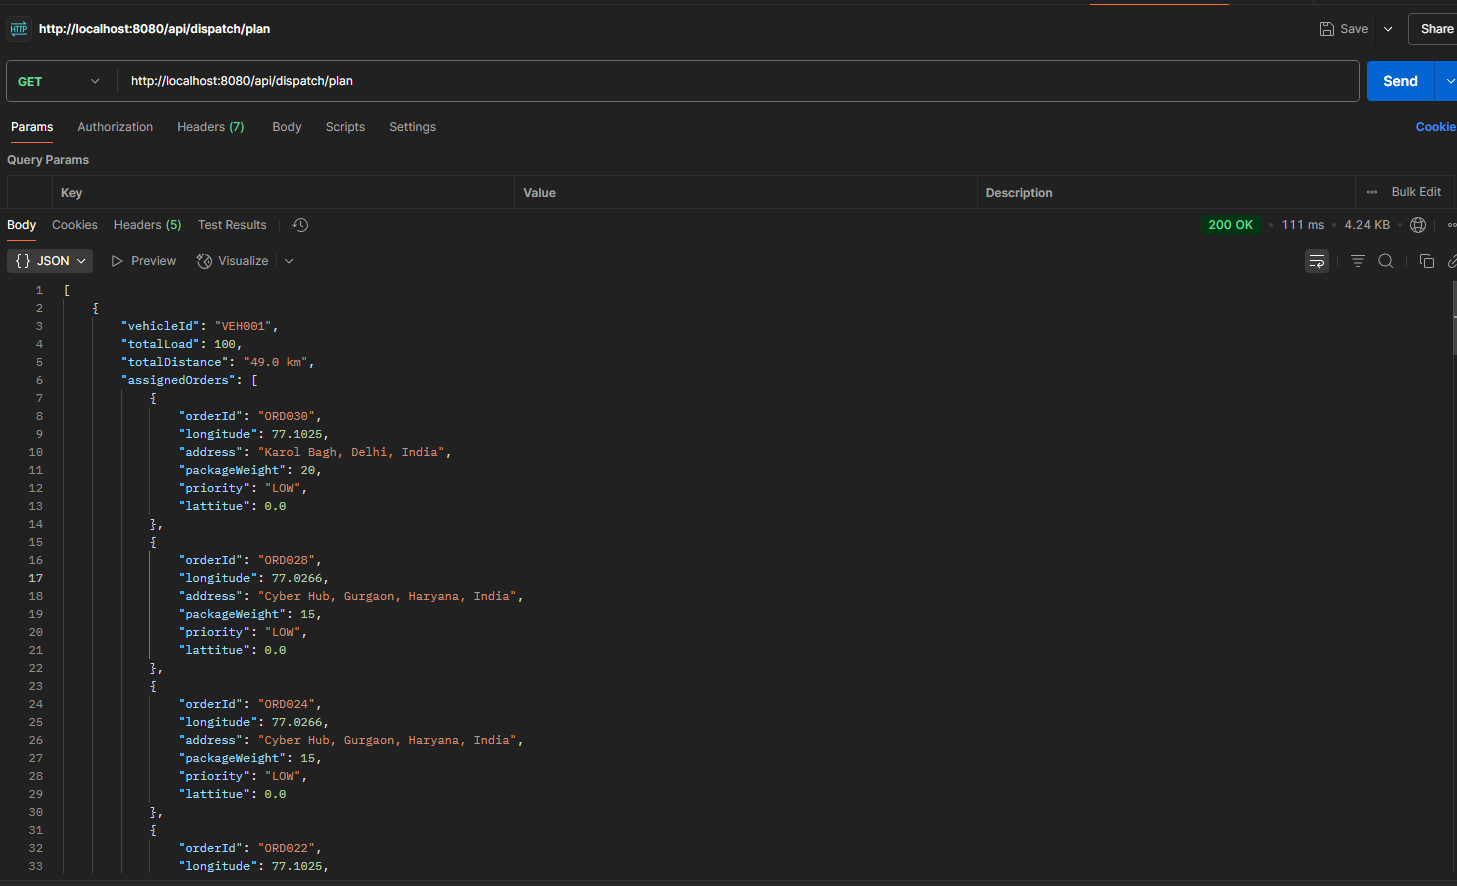 HTTP http://localhost:8080/api/dispatch/plan Save Share
GET http://localhost:8080/api/dispatch/plan Send
Params Authorization Headers (7) Body Scripts Settings Cookie
Query Params
Key Value Description Bulk Edit
Body Cookies Headers (5) Test Results 200 OK 111 ms 4.24 KB
{} JSON Preview Visualize
1 [
2 {
3 "vehicleId": "VEH001",
4 "totalLoad": 100,
5 "totalDistance": "49.0 km",
6 "assignedOrders": [
7 {
8 "orderId": "ORD030",
9 "longitude": 77.1025,
10 "address": "Karol Bagh, Delhi, India",
11 "packageWeight": 20,
12 "priority": "LOW",
13 "lattitue": 0.0
14 },
15 {
16 "orderId": "ORD028",
17 "longitude": 77.0266,
18 "address": "Cyber Hub, Gurgaon, Haryana, India",
19 "packageWeight": 15,
20 "priority": "LOW",
21 "lattitue": 0.0
22 },
23 {
24 "orderId": "ORD024",
25 "longitude": 77.0266,
26 "address": "Cyber Hub, Gurgaon, Haryana, India",
27 "packageWeight": 15,
28 "priority": "LOW",
29 "lattitue": 0.0
30 },
31 {
32 "orderId": "ORD022",
33 "longitude": 77.1025,